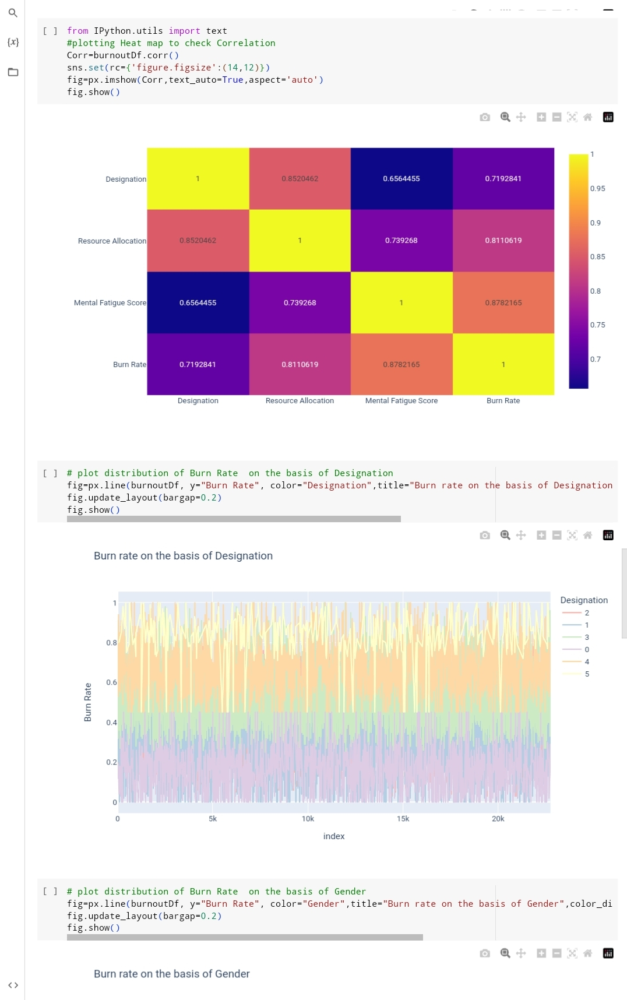 {x}
[ ] from IPython.utils import text
#plotting Heat map to check Correlation
Corr=burnoutDf.corr()
sns.set(rc={'figure.figsize':(14,12)})
fig=px.imshow(Corr,text_auto=True,aspect='auto')
fig.show()
Designation 1 0.8520462 0.6564455 0.7192841
Resource Allocation 0.8520462 1 0.739268 0.8110619
Mental Fatigue Score 0.6564455 0.739268 1 0.8782165
Burn Rate 0.7192841 0.8110619 0.8782165 1
Designation Resource Allocation Mental Fatigue Score Burn Rate
1
0.95
0.9
0.85
0.8
0.75
0.7
[ ] # plot distribution of Burn Rate  on the basis of Designation
fig=px.line(burnoutDf, y="Burn Rate", color="Designation",title="Burn rate on the basis of Designation
fig.update_layout(bargap=0.2)
fig.show()
Burn rate on the basis of Designation
Burn Rate
1
0.8
0.6
0.4
0.2
0
0 5k 10k 15k 20k
index
Designation
2
1
3
0
4
5
[ ] # plot distribution of Burn Rate  on the basis of Gender
fig=px.line(burnoutDf, y="Burn Rate", color="Gender",title="Burn rate on the basis of Gender",color_di
fig.update_layout(bargap=0.2)
fig.show()
Burn rate on the basis of Gender
<>